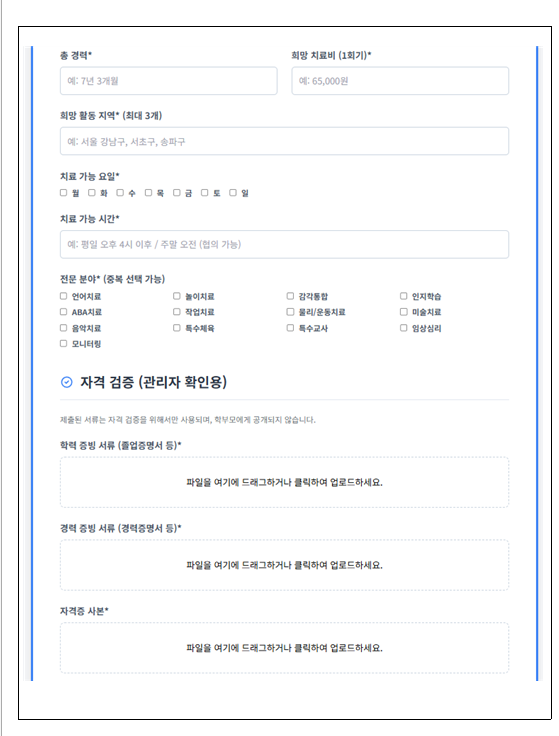 총 경력* 희망 치료비 (1회기)*
예: 7년 3개월 예: 65,000원
희망 활동 지역* (최대 3개)
예: 서울 강남구, 서초구, 송파구
치료 가능 요일*
월 화 수 목 금 토 일
치료 가능 시간*
예: 평일 오후 4시 이후 / 주말 오전 (협의 가능)
전문 분야* (중복 선택 가능)
언어치료 놀이치료 감각통합 인지학습
ABA치료 작업치료 물리/운동치료 미술치료
음악치료 특수체육 특수교사 임상심리
모니터링
자격 검증 (관리자 확인용)
제출된 서류는 자격 검증을 위해서만 사용되며, 학부모에게 공개되지 않습니다.
학력 증빙 서류 (졸업증명서 등)*
파일을 여기에 드래그하거나 클릭하여 업로드하세요.
경력 증빙 서류 (경력증명서 등)*
파일을 여기에 드래그하거나 클릭하여 업로드하세요.
자격증 사본*
파일을 여기에 드래그하거나 클릭하여 업로드하세요.